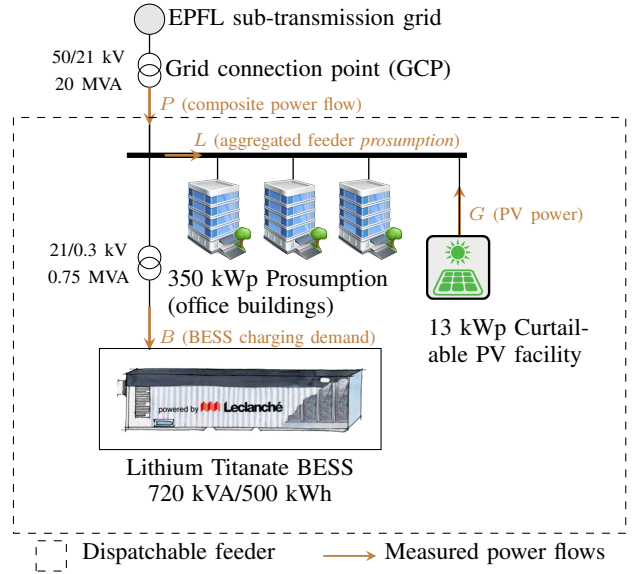 EPFL sub-transmission grid
50/21 kV
20 MVA
Grid connection point (GCP)
P (composite power flow)
L (aggregated feeder prosumption)
G (PV power)
21/0.3 kV
0.75 MVA
350 kWp Prosumption
(office buildings)
13 kWp Curtail-
able PV facility
B (BESS charging demand)
powered by Leclanché
Lithium Titanate BESS
720 kVA/500 kWh
Dispatchable feeder
Measured power flows